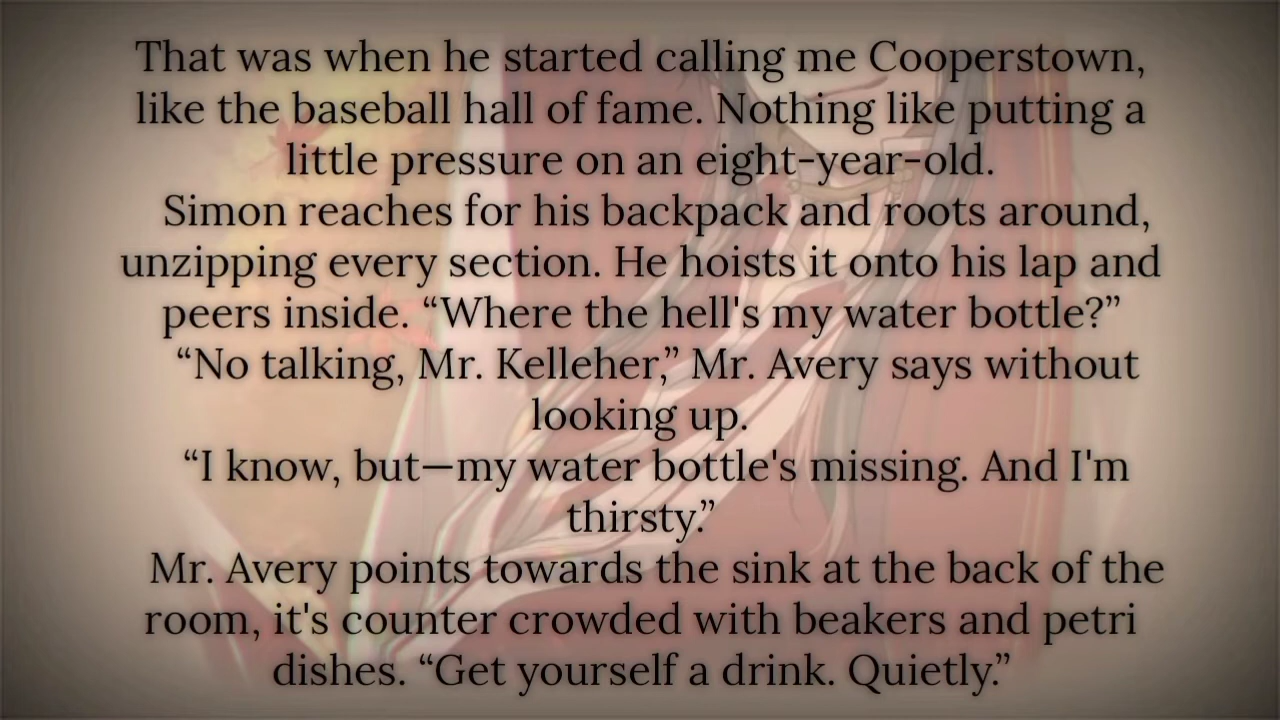 That was when he started calling me Cooperstown,
like the baseball hall of fame. Nothing like putting a
little pressure on an eight-year-old.
Simon reaches for his backpack and roots around,
unzipping every section. He hoists it onto his lap and
peers inside. “Where the hell's my water bottle?”
“No talking, Mr. Kelleher,” Mr. Avery says without
looking up.
“I know, but—my water bottle's missing. And I'm
thirsty.”
Mr. Avery points towards the sink at the back of the
room, it's counter crowded with beakers and petri
dishes. “Get yourself a drink. Quietly.”